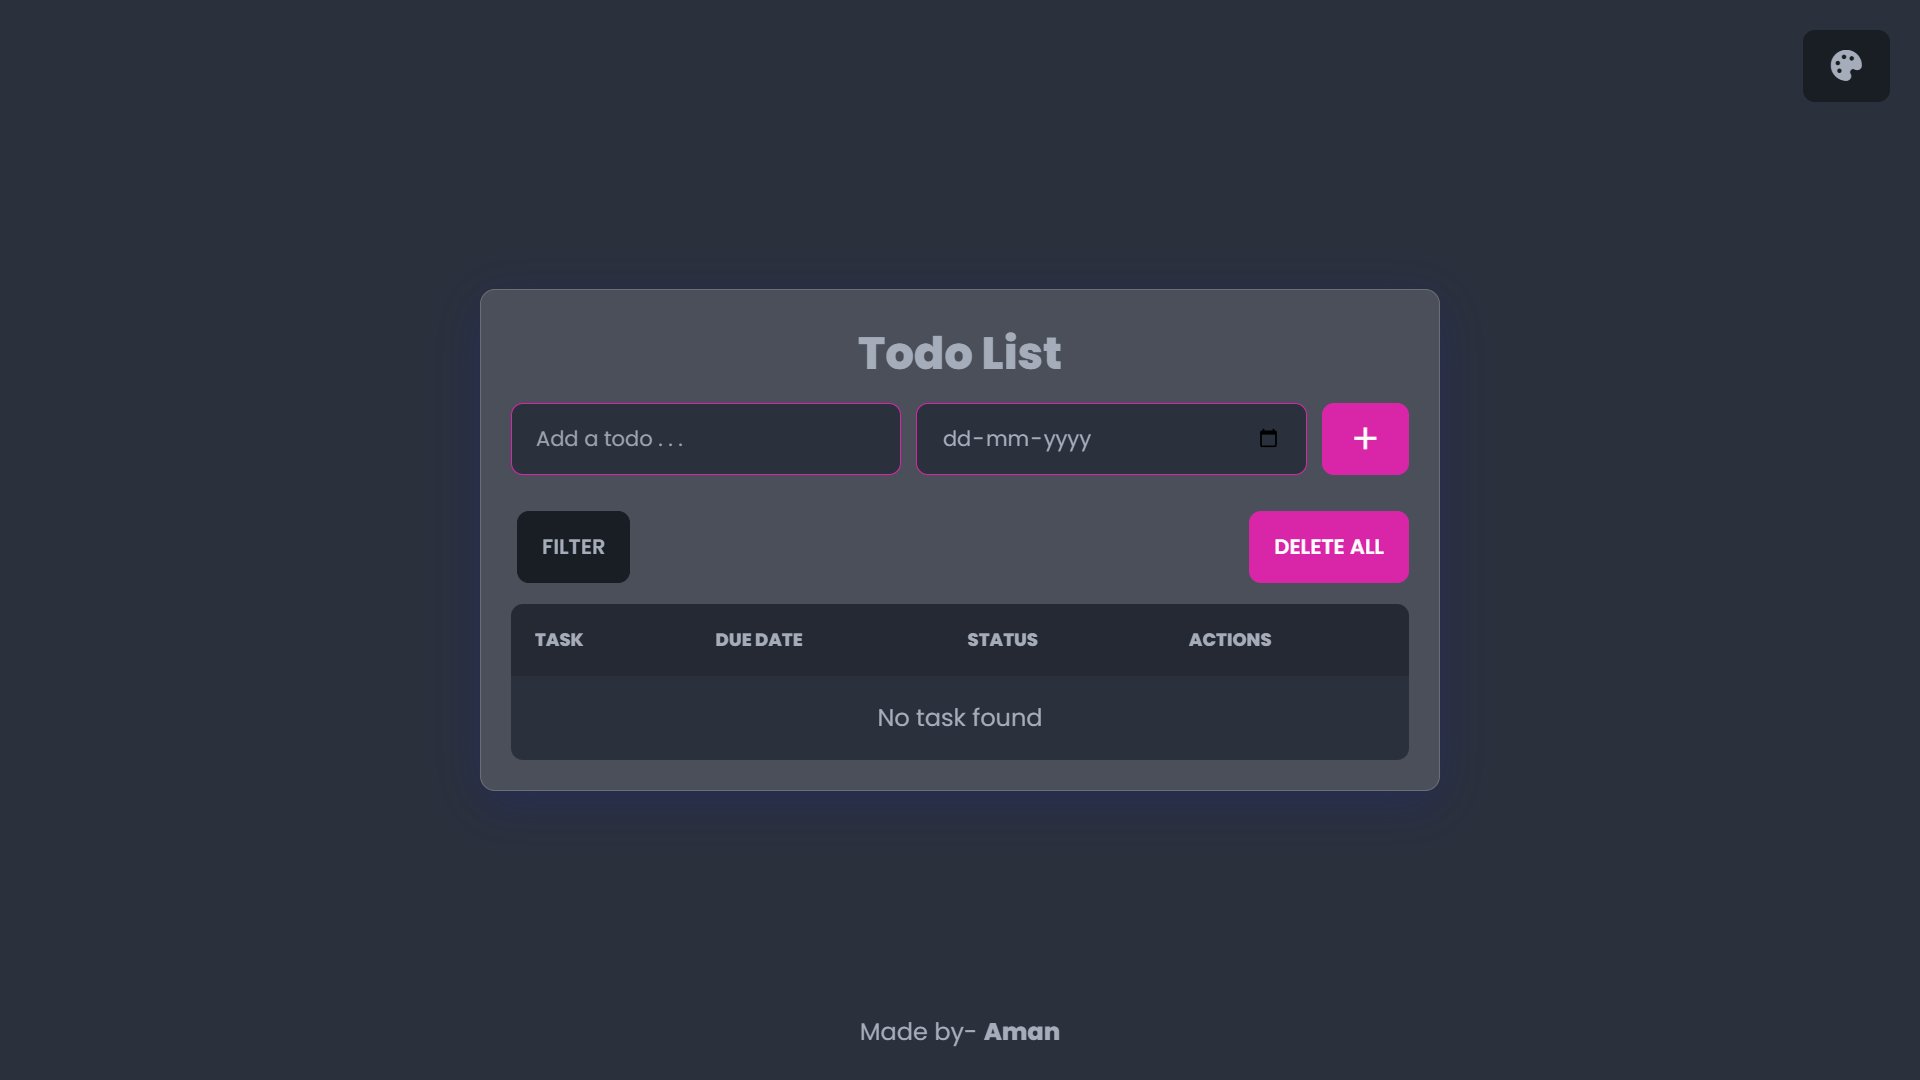 Todo List
Add a todo . . .
dd-mm-yyyy
+
FILTER
DELETE ALL
TASK DUE DATE STATUS ACTIONS
No task found
Made by- Aman